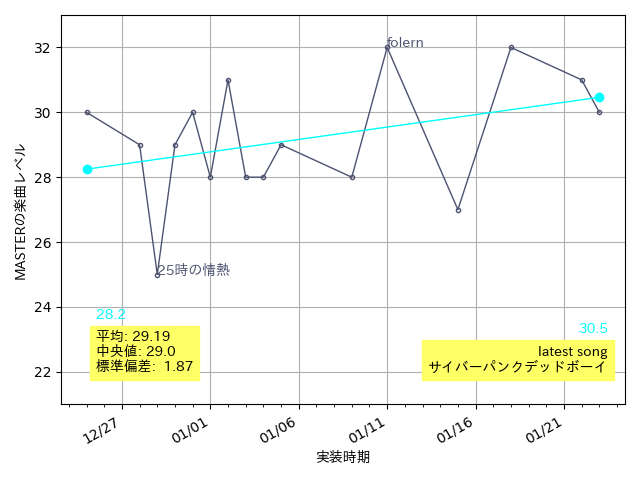 32
30
28
26
24
22
MASTERの楽曲レベル
folern
25時の情熱
28.2
平均: 29.19
中央値: 29.0
標準偏差: 1.87
30.5
latest song
サイバーパンクデッドボーイ
12/27
01/01
01/06
01/11
01/16
01/21
実装時期